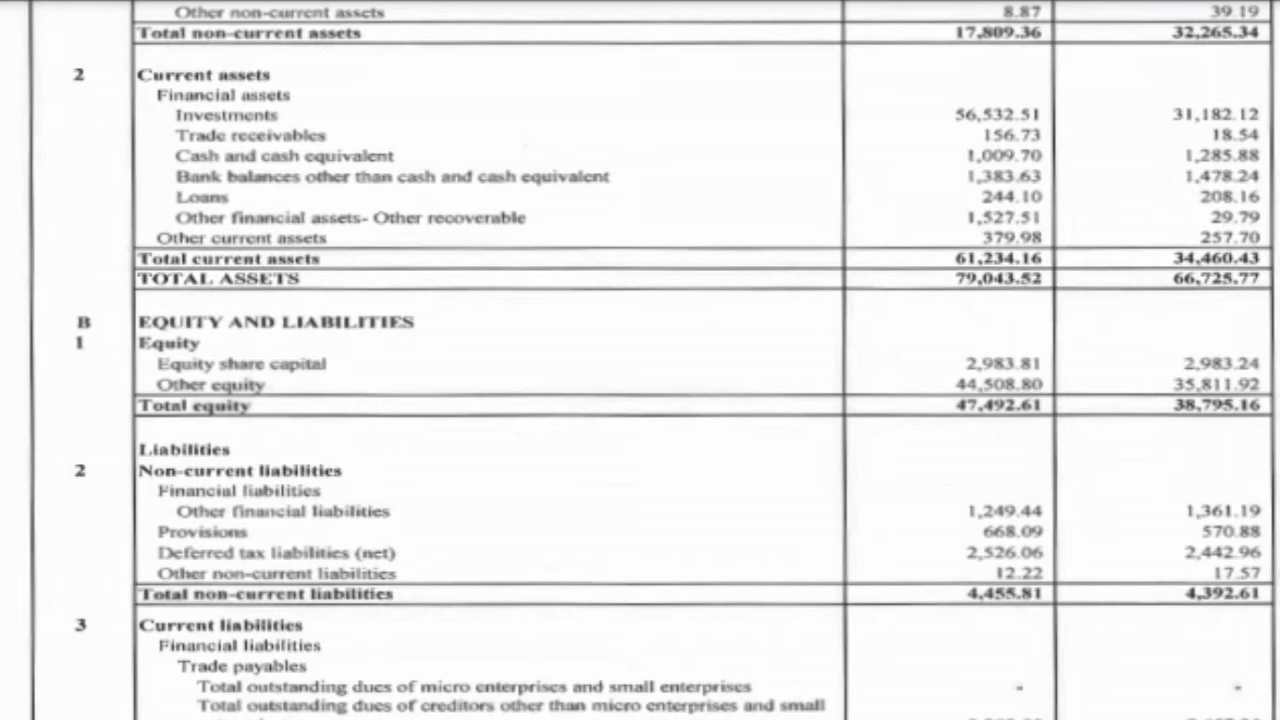 Other non-current assets 8.87 39.19
Total non-current assets 17,809.36 32,265.34
2 Current assets
Financial assets
Investments 56,532.51 31,182.12
Trade receivables 156.73 18.54
Cash and cash equivalent 1,009.70 1,285.88
Bank balances other than cash and cash equivalent 1,383.63 1,478.24
Loans 244.10 208.16
Other financial assets- Other recoverable 1,527.51 29.79
Other current assets 379.98 257.70
Total current assets 61,234.16 34,460.43
TOTAL ASSETS 79,043.52 66,725.77
B EQUITY AND LIABILITIES
1 Equity
Equity share capital 2,983.81 2,983.24
Other equity 44,508.80 35,811.92
Total equity 47,492.61 38,795.16
Liabilities
2 Non-current liabilities
Financial liabilities
Other financial liabilities 1,249.44 1,361.19
Provisions 668.09 570.88
Deferred tax liabilities (net) 2,526.06 2,442.96
Other non-current liabilities 12.22 17.57
Total non-current liabilities 4,455.81 4,392.61
3 Current liabilities
Financial liabilities
Trade payables
Total outstanding dues of micro enterprises and small enterprises - -
Total outstanding dues of creditors other than micro enterprises and small